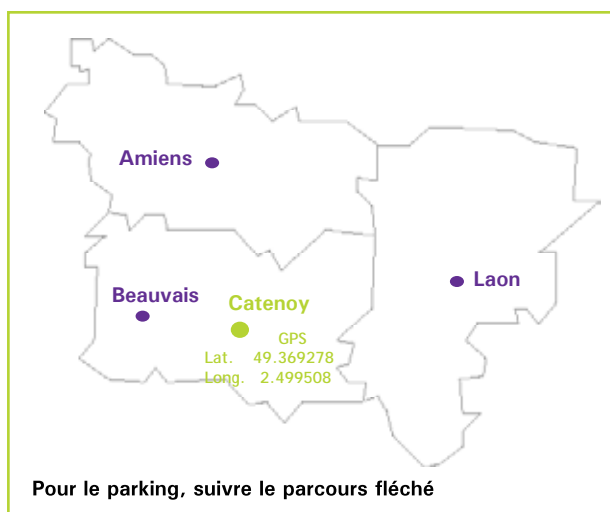 Amiens
Laon
Beauvais
Catenoy
GPS
Lat. 49.369278
Long. 2.499508
Pour le parking, suivre le parcours fléché